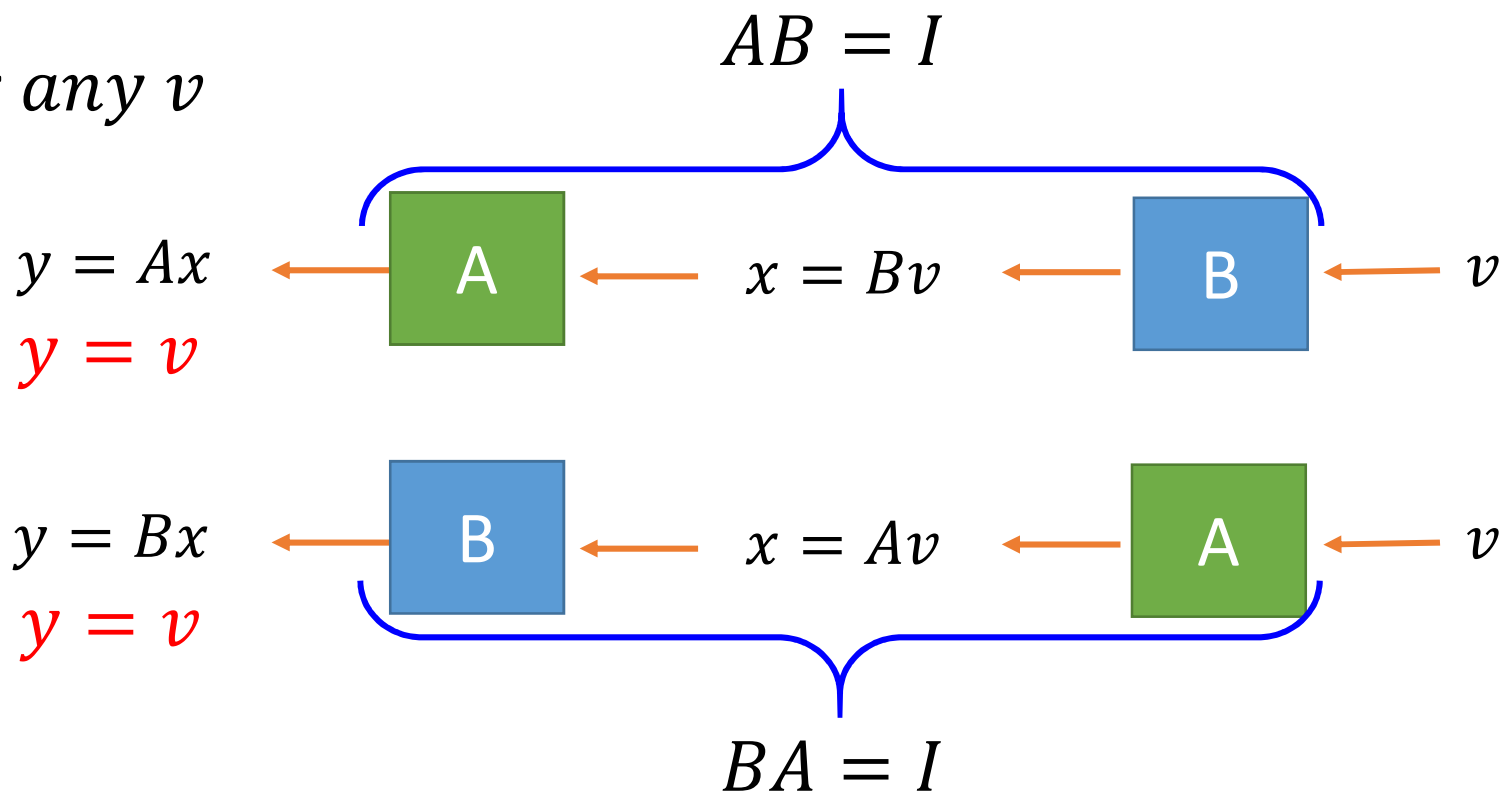 AB = I
any v
y = Ax A x = Bv B v
y = v
y = Bx B x = Av A v
y = v
BA = I